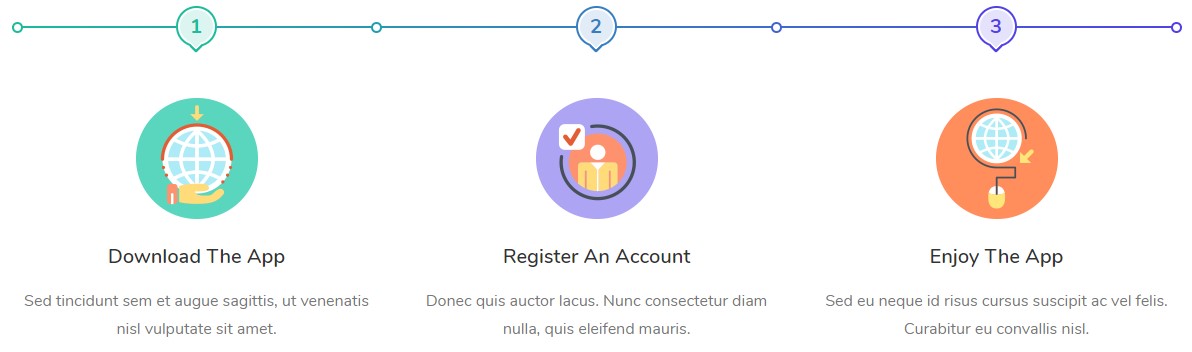 1
2
3
Download The App
Sed tincidunt sem et augue sagittis, ut venenatis
nisl vulputate sit amet.
Register An Account
Donec quis auctor lacus. Nunc consectetur diam
nulla, quis eleifend mauris.
Enjoy The App
Sed eu neque id risus cursus suscipit ac vel felis.
Curabitur eu convallis nisl.